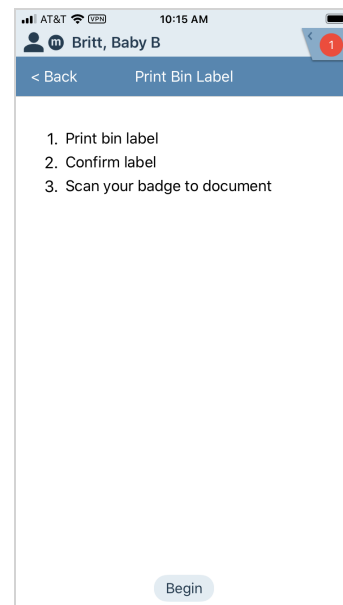 AT&T VPN 10:15 AM
m Britt, Baby B 1
< Back Print Bin Label
1. Print bin label
2. Confirm label
3. Scan your badge to document
Begin